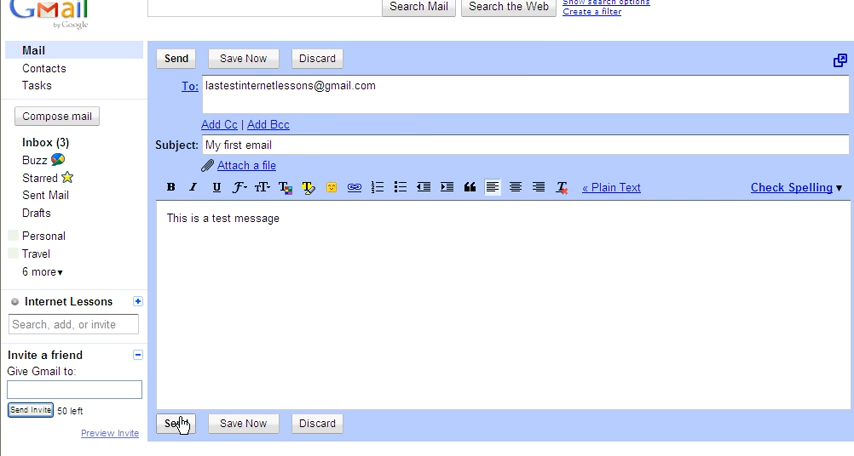 Gmail
by Google
Search Mail
Search the Web
Show search options
Create a filter
Mail
Contacts
Tasks
Compose mail
Inbox (3)
Buzz
Starred
Sent Mail
Drafts
Personal
Travel
6 more▾
Internet Lessons
Search, add, or invite
Invite a friend
Give Gmail to:
Send Invite 50 left
Preview Invite
Send Save Now Discard
To: lastestinternetlessons@gmail.com
Add Cc | Add Bcc
Subject: My first email
Attach a file
B I U « Plain Text Check Spelling ▾
This is a test message
Send Save Now Discard